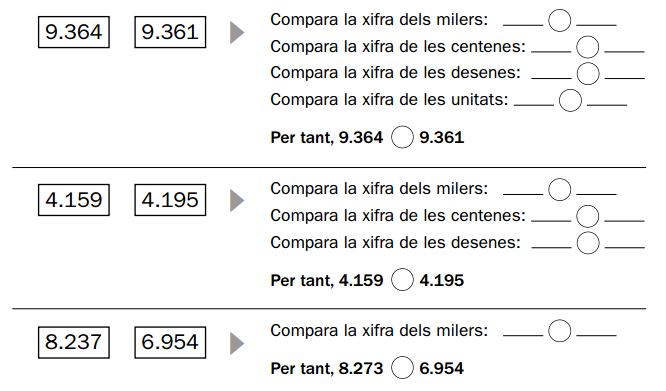 9.364 9.361
Compara la xifra dels milers: ____ ◯ ____
Compara la xifra de les centenes: ____ ◯ ____
Compara la xifra de les desenes: ____ ◯ ____
Compara la xifra de les unitats: ____ ◯ ____
Per tant, 9.364 ◯ 9.361
4.159 4.195
Compara la xifra dels milers: ____ ◯ ____
Compara la xifra de les centenes: ____ ◯ ____
Compara la xifra de les desenes: ____ ◯ ____
Per tant, 4.159 ◯ 4.195
8.237 6.954
Compara la xifra dels milers: ____ ◯ ____
Per tant, 8.273 ◯ 6.954